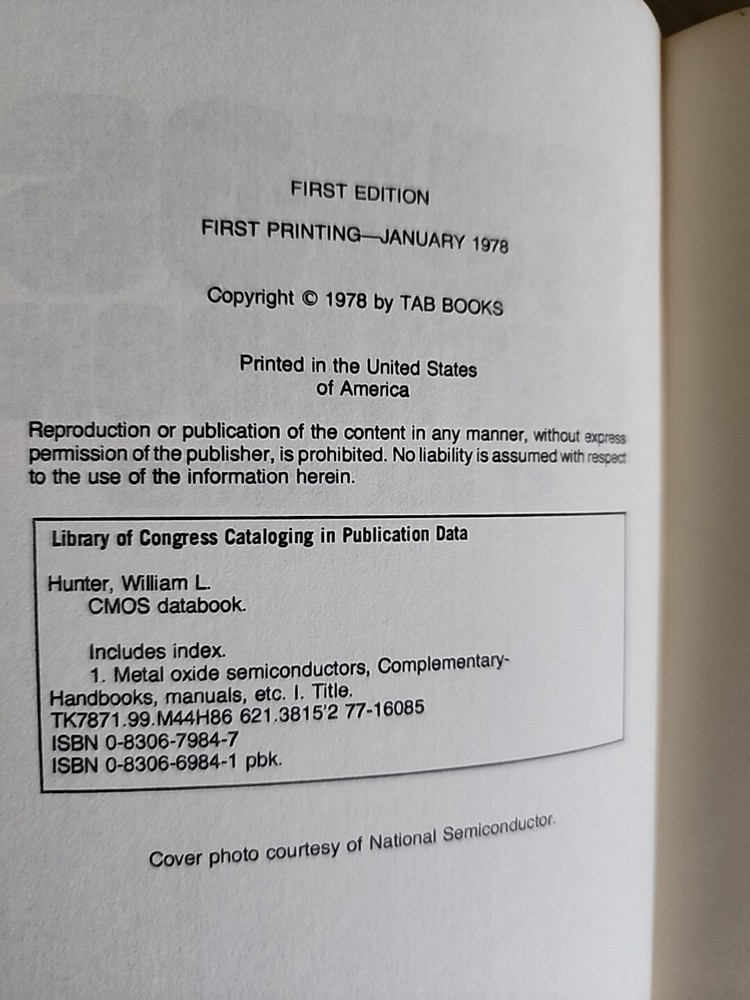 FIRST EDITION
FIRST PRINTING—JANUARY 1978
Copyright © 1978 by TAB BOOKS
Printed in the United States
of America
Reproduction or publication of the content in any manner, without express
permission of the publisher, is prohibited. No liability is assumed with respect
to the use of the information herein.
Library of Congress Cataloging in Publication Data
Hunter, William L.
CMOS databook.
Includes index.
1. Metal oxide semiconductors, Complementary-
Handbooks, manuals, etc. I. Title.
TK7871.99.M44H86 621.3815'2 77-16085
ISBN 0-8306-7984-7
ISBN 0-8306-6984-1 pbk.
Cover photo courtesy of National Semiconductor.